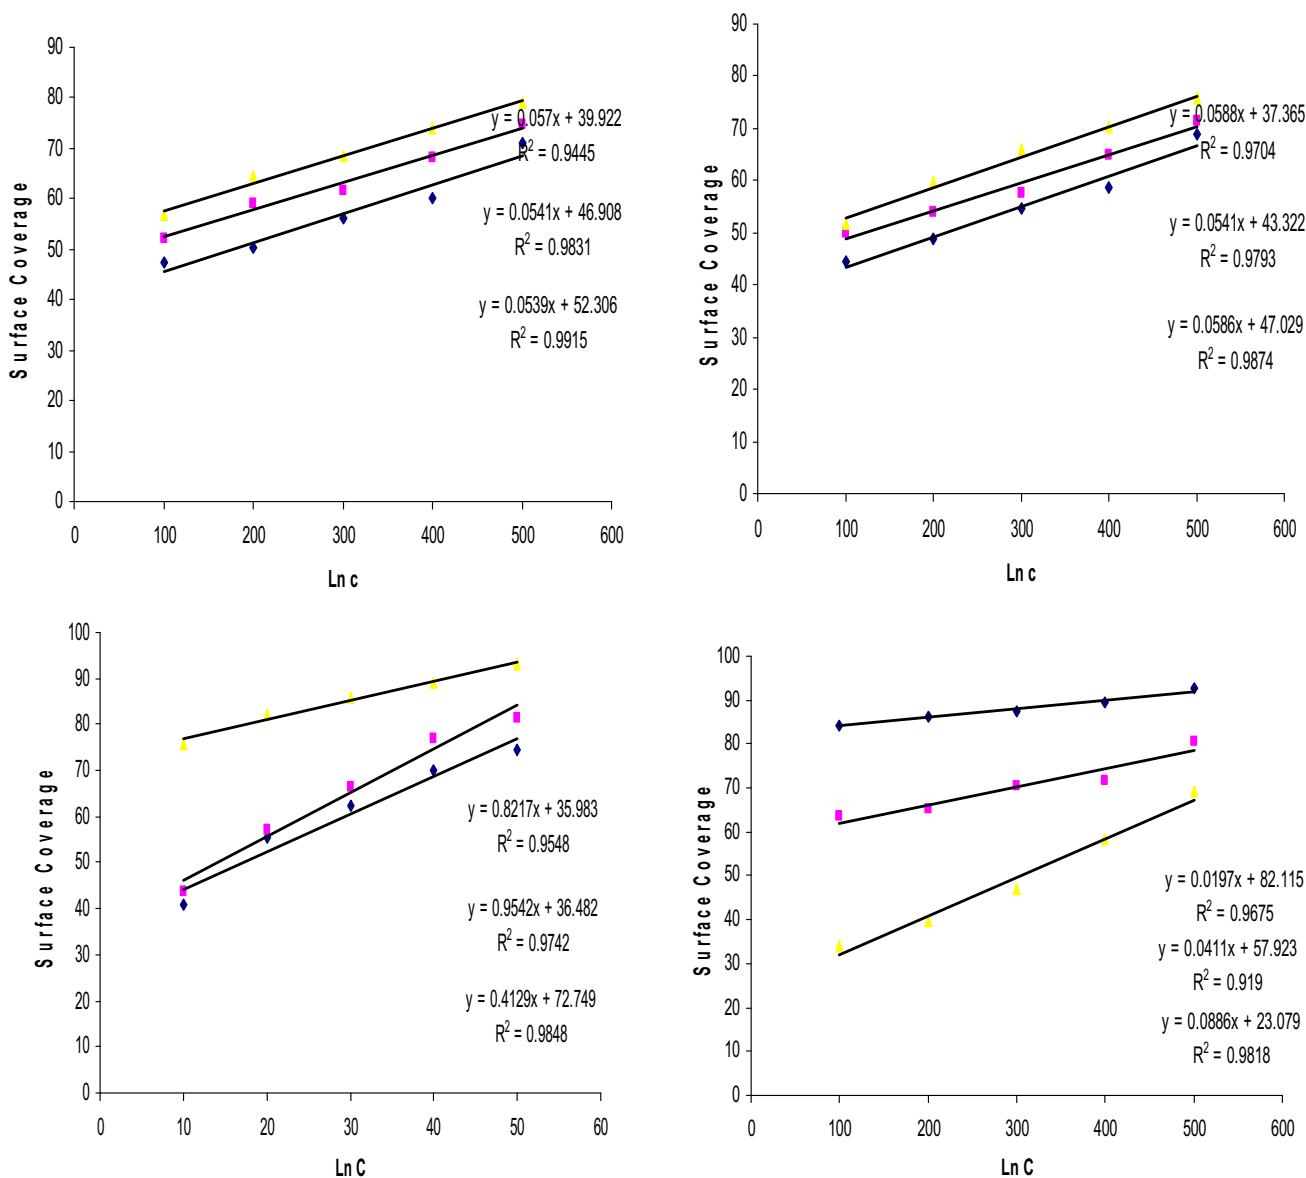 90
80
70
60
50
40
30
20
10
0
Surface Coverage
y = 0.057x + 39.922
R² = 0.9445
y = 0.0541x + 46.908
R² = 0.9831
y = 0.0539x + 52.306
R² = 0.9915
0 100 200 300 400 500 600
Ln c
90
80
70
60
50
40
30
20
10
0
Surface Coverage
y = 0.0588x + 37.365
R² = 0.9704
y = 0.0541x + 43.322
R² = 0.9793
y = 0.0586x + 47.029
R² = 0.9874
0 100 200 300 400 500 600
Ln c
100
90
80
70
60
50
40
30
20
10
0
Surface Coverage
y = 0.8217x + 35.983
R² = 0.9548
y = 0.9542x + 36.482
R² = 0.9742
y = 0.4129x + 72.749
R² = 0.9848
0 10 20 30 40 50 60
Ln C
100
90
80
70
60
50
40
30
20
10
0
Surface Coverage
y = 0.0197x + 82.115
R² = 0.9675
y = 0.0411x + 57.923
R² = 0.919
y = 0.0886x + 23.079
R² = 0.9818
0 100 200 300 400 500 600
Ln C